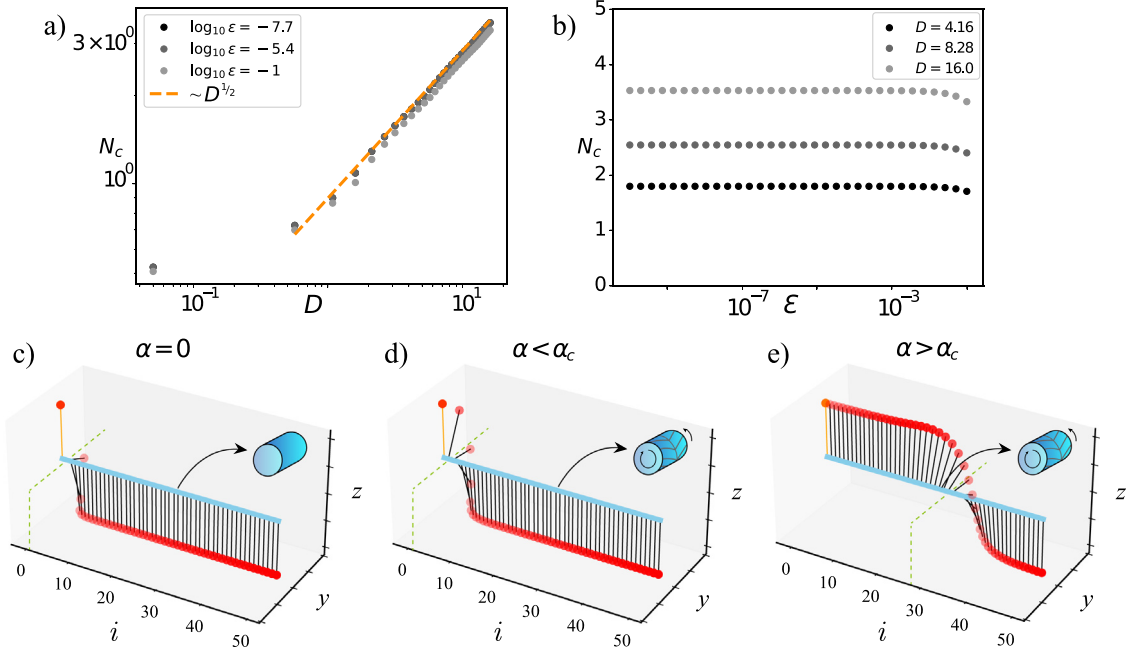 a)
log₁₀ ε = −7.7
log₁₀ ε = −5.4
log₁₀ ε = −1
~D^{1/2}
3 × 10⁰
N_c
10⁰
10⁻¹
D
10¹
b)
D = 4.16
D = 8.28
D = 16.0
5
4
3
N_c
2
1
0
10⁻⁷
ε
10⁻³
c)
α=0
z
y
0
10
20
30
40
50
i
d)
α<α_c
z
y
0
10
20
30
40
50
i
e)
α>α_c
z
y
0
10
20
30
40
50
i